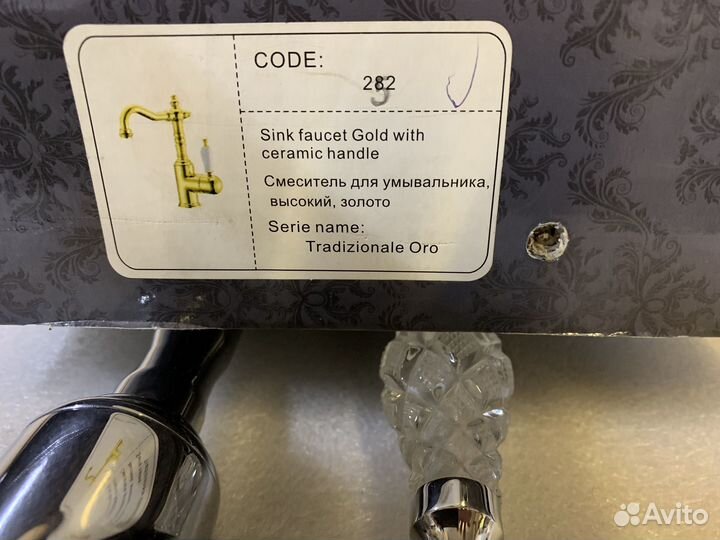 CODE:
282
Sink faucet Gold with
ceramic handle
Смеситель для умывальника,
высокий, золото
Serie name:
Tradizionale Oro
Avito